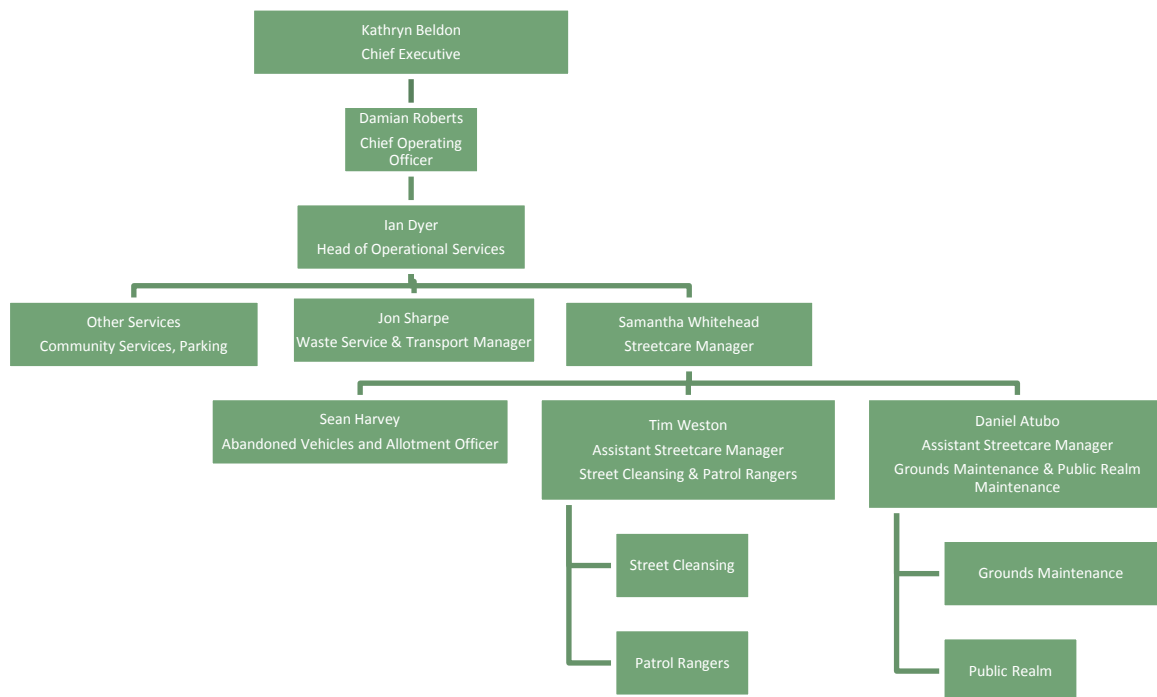 Kathryn Beldon
Chief Executive
Damian Roberts
Chief Operating
Officer
Ian Dyer
Head of Operational Services
Other Services
Community Services, Parking
Jon Sharpe
Waste Service & Transport Manager
Samantha Whitehead
Streetcare Manager
Sean Harvey
Abandoned Vehicles and Allotment Officer
Tim Weston
Assistant Streetcare Manager
Street Cleansing & Patrol Rangers
Daniel Atubo
Assistant Streetcare Manager
Grounds Maintenance & Public Realm
Maintenance
Street Cleansing
Patrol Rangers
Grounds Maintenance
Public Realm